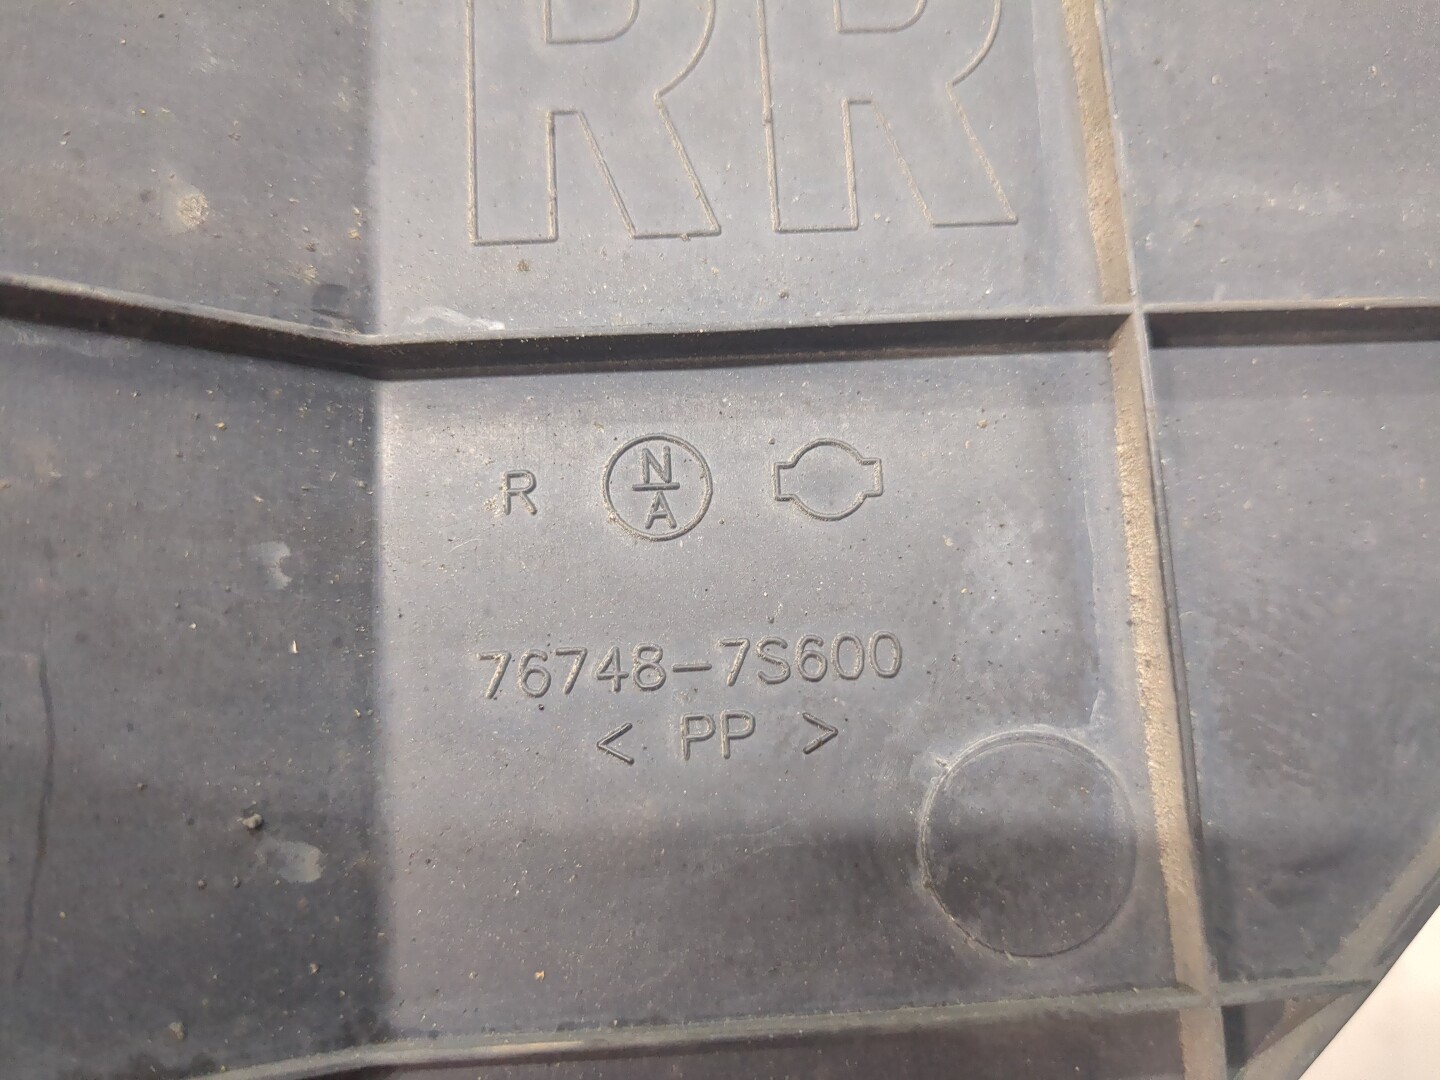 RR
R N A
76748-7S600
< PP >